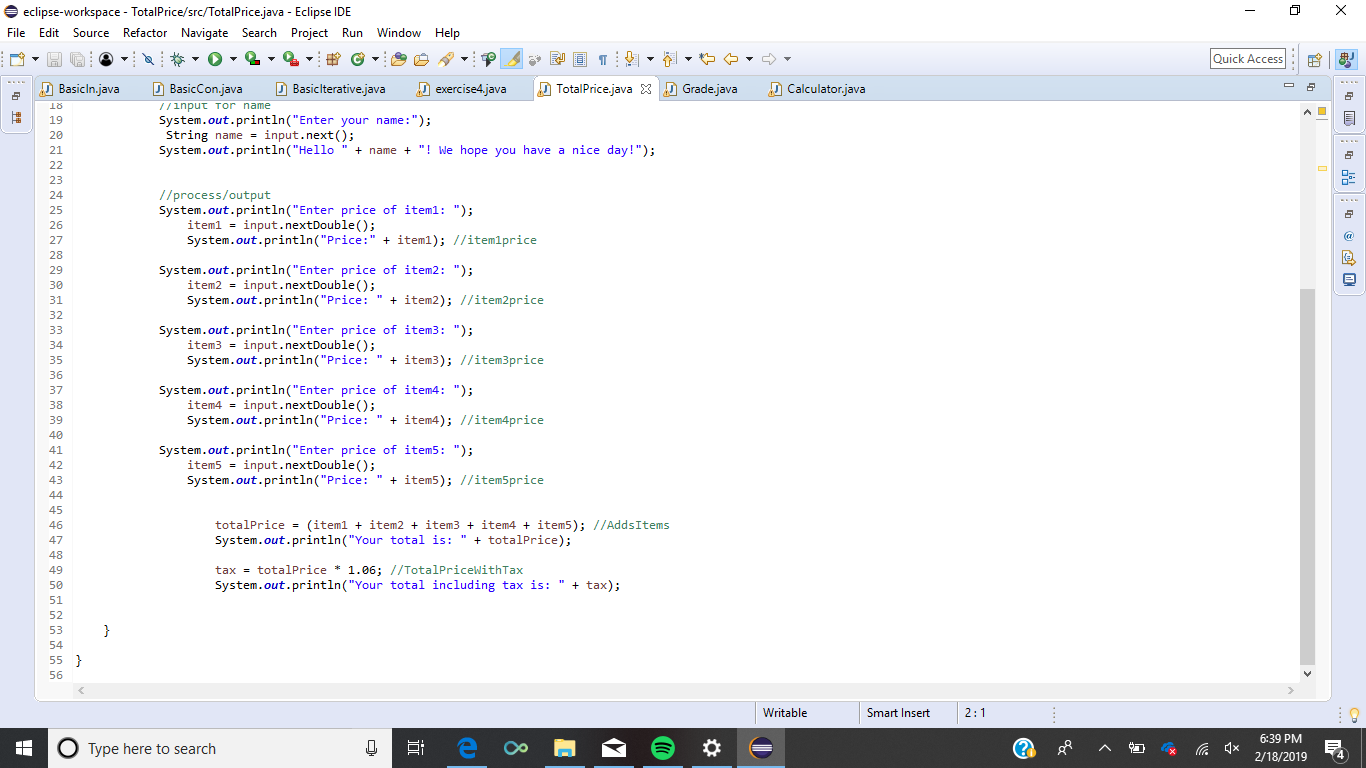 eclipse-workspace - TotalPrice/src/TotalPrice.java - Eclipse IDE
File Edit Source Refactor Navigate Search Project Run Window Help
Quick Access
BasicIn.java BasicCon.java BasicIterative.java exercise4.java TotalPrice.java Grade.java Calculator.java
18 //input for name
19 System.out.println("Enter your name:");
20 String name = input.next();
21 System.out.println("Hello " + name + "! We hope you have a nice day!");
22
23
24 //process/output
25 System.out.println("Enter price of item1: ");
26 item1 = input.nextDouble();
27 System.out.println("Price:" + item1); //item1price
28
29 System.out.println("Enter price of item2: ");
30 item2 = input.nextDouble();
31 System.out.println("Price: " + item2); //item2price
32
33 System.out.println("Enter price of item3: ");
34 item3 = input.nextDouble();
35 System.out.println("Price: " + item3); //item3price
36
37 System.out.println("Enter price of item4: ");
38 item4 = input.nextDouble();
39 System.out.println("Price: " + item4); //item4price
40
41 System.out.println("Enter price of item5: ");
42 item5 = input.nextDouble();
43 System.out.println("Price: " + item5); //item5price
44
45
46 totalPrice = (item1 + item2 + item3 + item4 + item5); //AddsItems
47 System.out.println("Your total is: " + totalPrice);
48
49 tax = totalPrice * 1.06; //TotalPriceWithTax
50 System.out.println("Your total including tax is: " + tax);
51
52
53 }
54
55 }
56
Writable Smart Insert 2 : 1
Type here to search
6:39 PM
2/18/2019
4